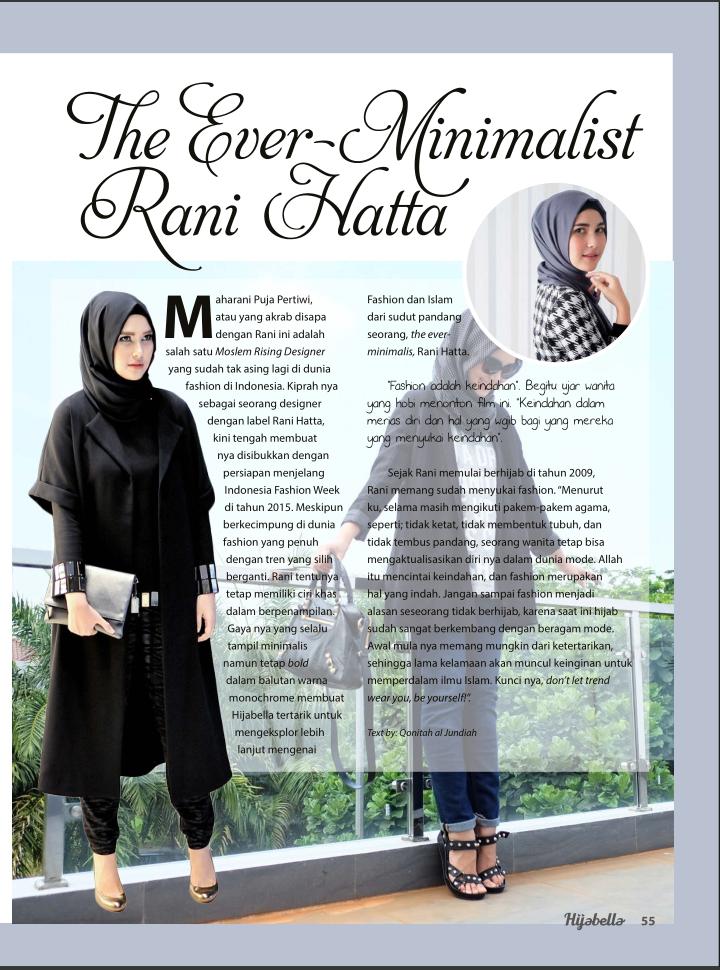 The Ever-Minimalist
Rani Hatta
Maharani Puja Pertiwi,
atau yang akrab disapa
dengan Rani ini adalah
salah satu Moslem Rising Designer
yang sudah tak asing lagi di dunia
fashion di Indonesia. Kiprah nya
sebagai seorang designer
dengan label Rani Hatta,
kini tengah membuat
nya disibukkan dengan
persiapan menjelang
Indonesia Fashion Week
di tahun 2015. Meskipun
berkecimpung di dunia
fashion yang penuh
dengan tren yang silih
berganti. Rani tentunya
tetap memiliki ciri khas
dalam berpenampilan.
Gaya nya yang selalu
tampil minimalis
namun tetap bold
dalam balutan warna
monochrome membuat
Hijabella tertarik untuk
mengeksplor lebih
lanjut mengenai
Fashion dan Islam
dari sudut pandang
seorang, the ever-
minimalis, Rani Hatta.
"Fashion adalah keindahan". Begitu ujar wanita
yang hobi menonton film ini. "Keindahan dalam
merias diri dan hal yang wajib bagi yang mereka
yang menyukai keindahan".
Sejak Rani memulai berhijab di tahun 2009,
Rani memang sudah menyukai fashion. “Menurut
ku, selama masih mengikuti pakem-pakem agama,
seperti; tidak ketat, tidak membentuk tubuh, dan
tidak tembus pandang, seorang wanita tetap bisa
mengaktualisasikan diri nya dalam dunia mode. Allah
itu mencintai keindahan, dan fashion merupakan
hal yang indah. Jangan sampai fashion menjadi
alasan seseorang tidak berhijab, karena saat ini hijab
sudah sangat berkembang dengan beragam mode.
Awal mula nya memang mungkin dari ketertarikan,
sehingga lama kelamaan akan muncul keinginan untuk
memperdalam ilmu Islam. Kunci nya, don’t let trend
wear you, be yourself!”.
Text by: Qonitah al Jundiah
Hijabella 55